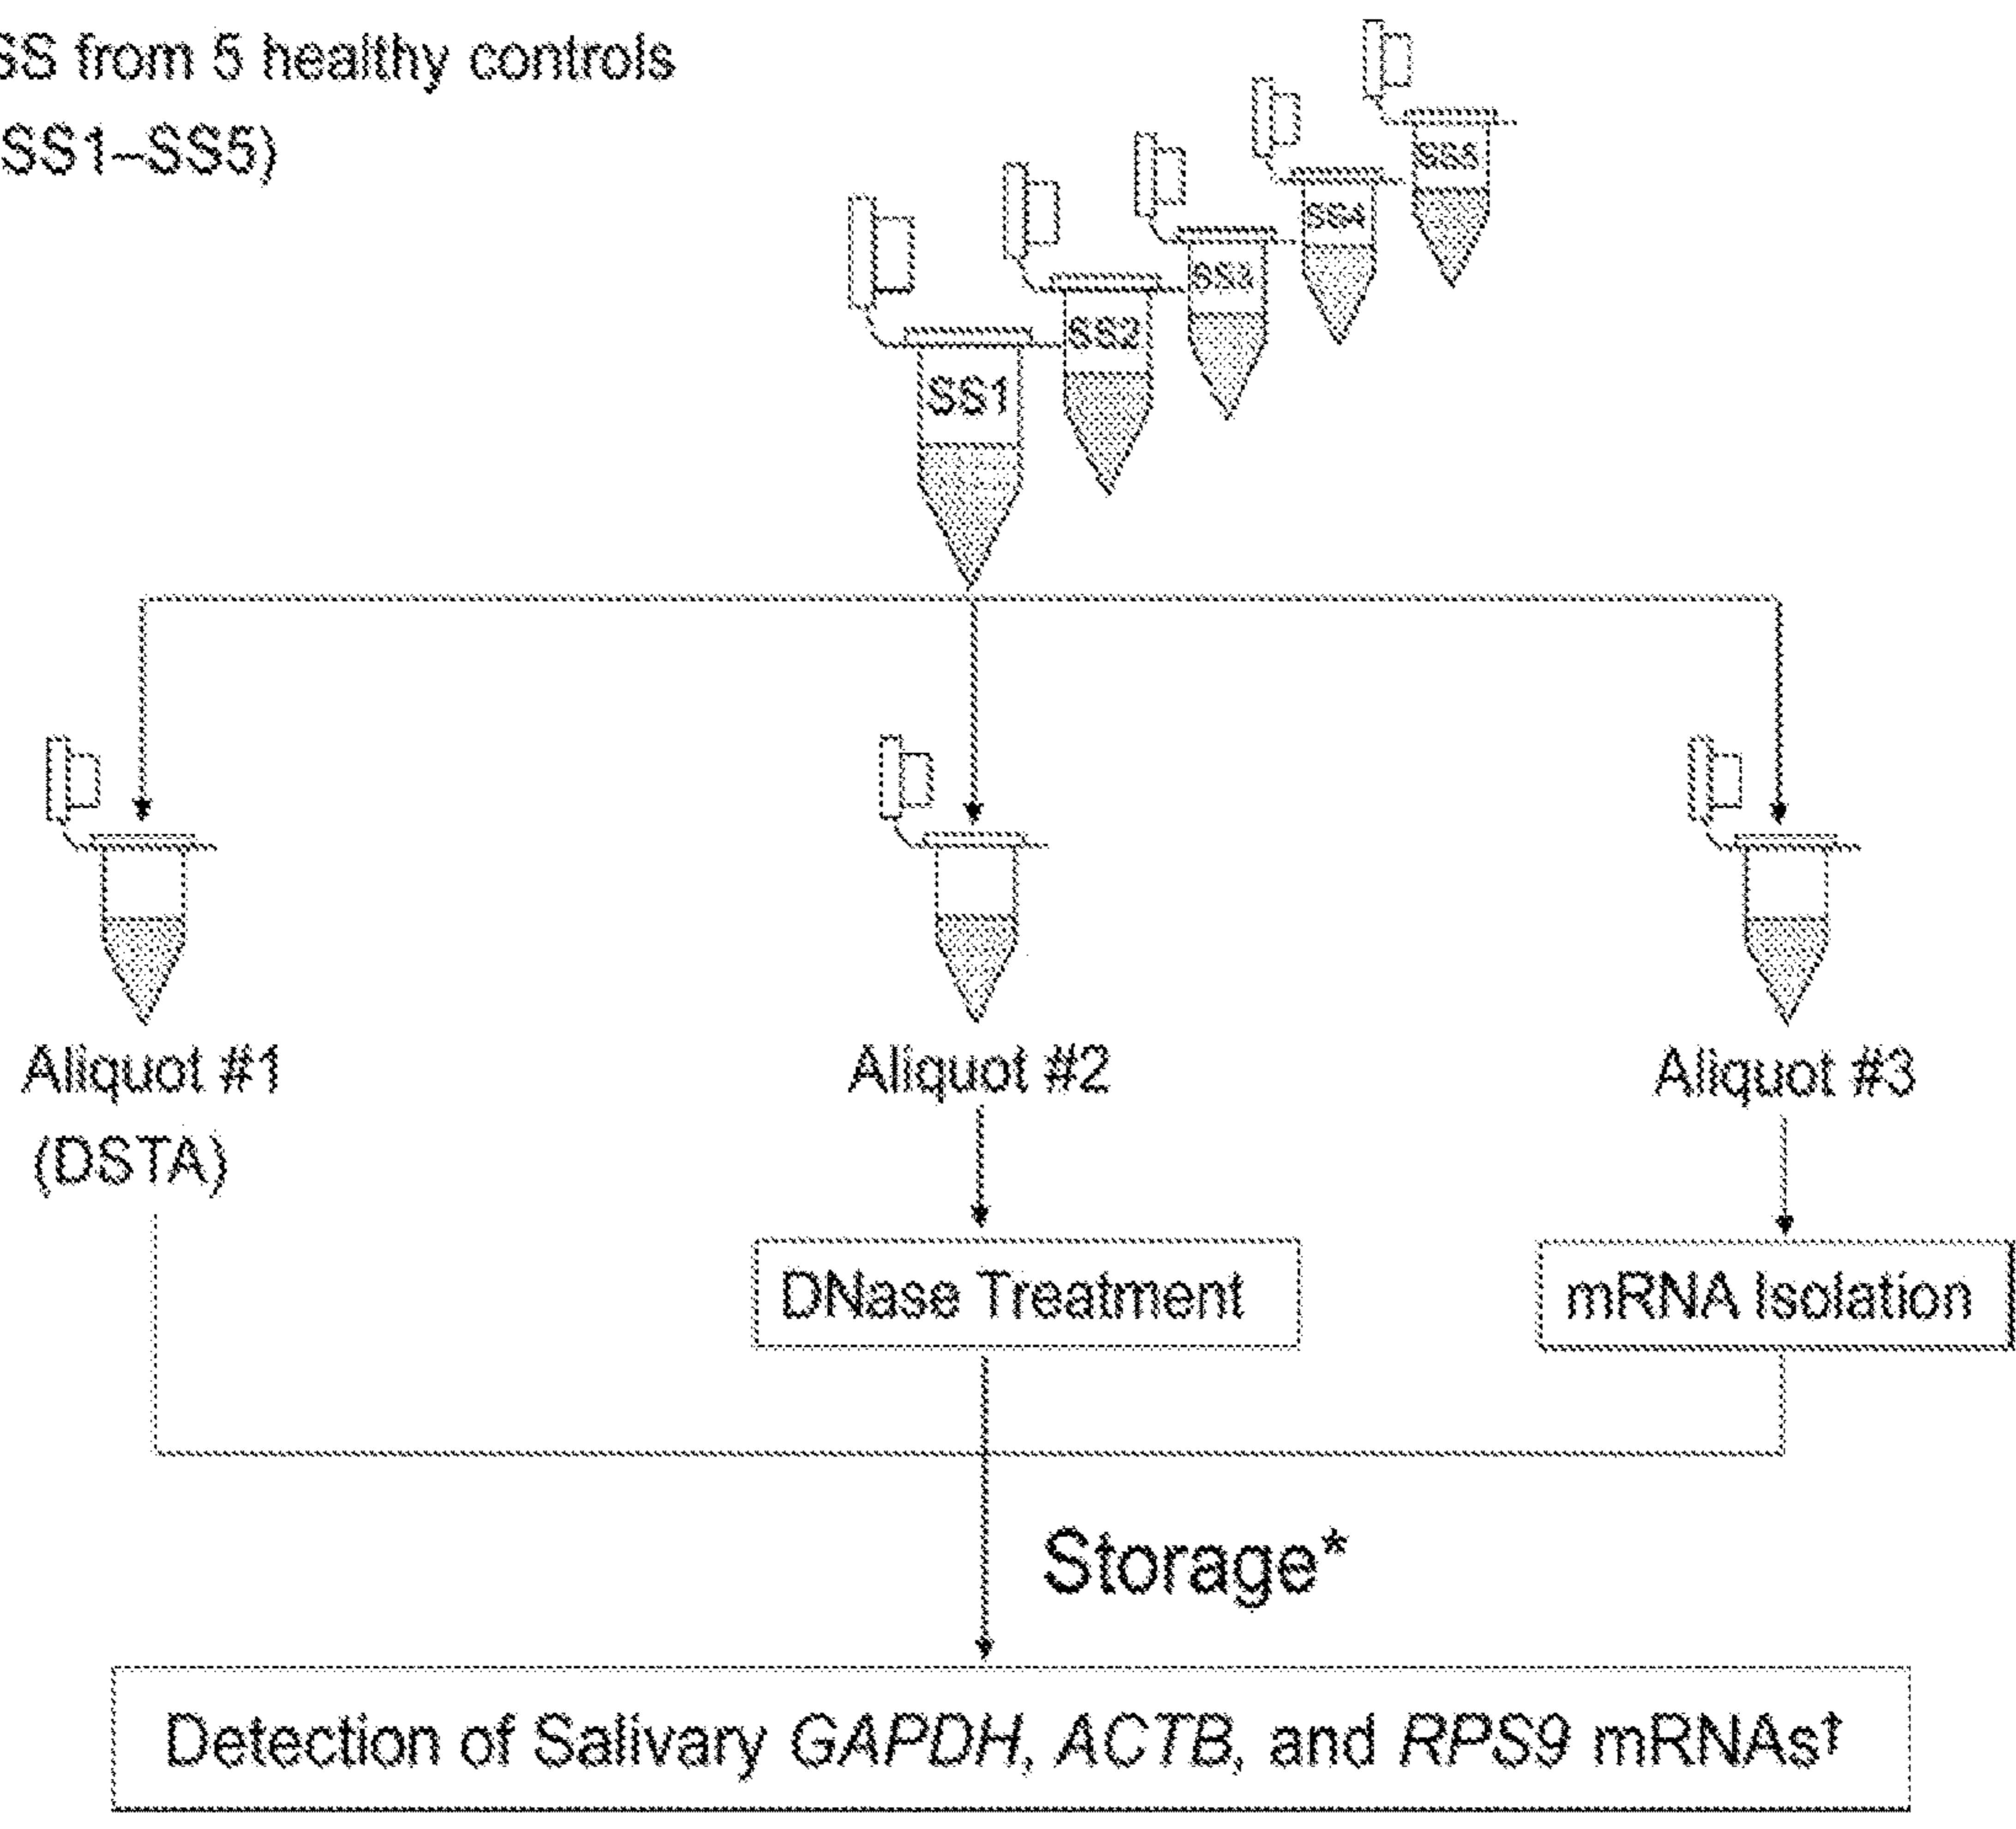 SS from 5 healthy controls
SS1–SS5)
SS5
SS4
SS3
SS2
SS1
Aliquot #1
(DSTA)
Aliquot #2
Aliquot #3
DNase Treatment
mRNA Isolation
Storage*
Detection of Salivary GAPDH, ACTB, and RPS9 mRNAs†